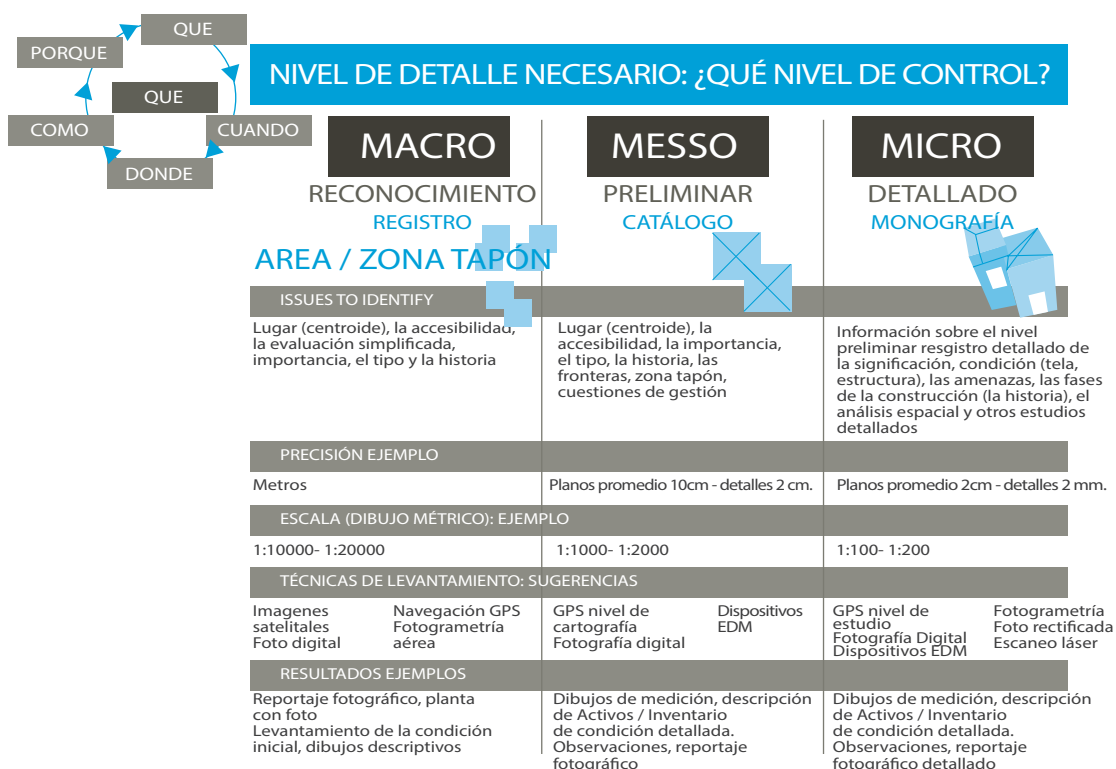 QUE
PORQUE
QUE
COMO
CUANDO
DONDE
NIVEL DE DETALLE NECESARIO: ¿QUÉ NIVEL DE CONTROL?
MACRO
RECONOCIMIENTO
REGISTRO
AREA / ZONA TAPÓN
MESSO
PRELIMINAR
CATÁLOGO
MICRO
DETALLADO
MONOGRAFÍA
ISSUES TO IDENTIFY
Lugar (centroide), la accesibilidad,
la evaluación simplificada,
importancia, el tipo y la historia
Lugar (centroide), la
accesibilidad, la importancia,
el tipo, la historia, las
fronteras, zona tapón,
cuestiones de gestión
Información sobre el nivel
preliminar resgistro detallado de
la significación, condición (tela,
estructura), las amenazas, las fases
de la construcción (la historia), el
análisis espacial y otros estudios
detallados
PRECISIÓN EJEMPLO
Metros
Planos promedio 10cm - detalles 2 cm.
Planos promedio 2cm - detalles 2 mm.
ESCALA (DIBUJO MÉTRICO): EJEMPLO
1:10000- 1:20000
1:1000- 1:2000
1:100- 1:200
TÉCNICAS DE LEVANTAMIENTO: SUGERENCIAS
Imagenes
satelitales
Foto digital
Navegación GPS
Fotogrametría
aérea
GPS nivel de
cartografía
Fotografía digital
Dispositivos
EDM
GPS nivel de
estudio
Fotografía Digital
Dispositivos EDM
Fotogrametría
Foto rectificada
Escaneo láser
RESULTADOS EJEMPLOS
Reportaje fotográfico, planta
con foto
Levantamiento de la condición
inicial, dibujos descriptivos
Dibujos de medición, descripción
de Activos / Inventario
de condición detallada.
Observaciones, reportaje
fotográfico
Dibujos de medición, descripción
de Activos / Inventario
de condición detallada.
Observaciones, reportaje
fotográfico detallado